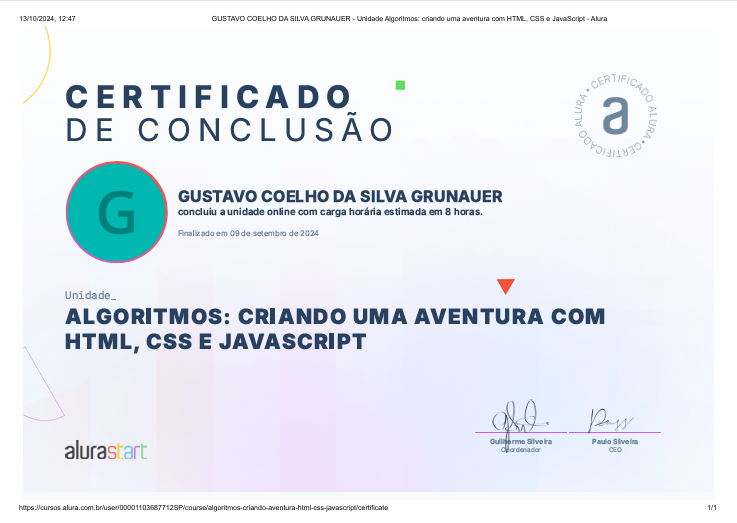 13/10/2024, 12:47
GUSTAVO COELHO DA SILVA GRUNAUER - Unidade Algoritmos: criando uma aventura com HTML, CSS e JavaScript - Alura
CERTIFICADO
DE CONCLUSÃO
CERTIFICADO ALURA • CERTIFICADO ALURA •
a
G
GUSTAVO COELHO DA SILVA GRUNAUER
concluiu a unidade online com carga horária estimada em 8 horas.
Finalizado em 09 de setembro de 2024
Unidade_
ALGORITMOS: CRIANDO UMA AVENTURA COM
HTML, CSS E JAVASCRIPT
alurastart
Guilherme Silveira
Coordenador
Paulo Silveira
CEO
https://cursos.alura.com.br/user/00001103687712SP/course/algoritmos-criando-aventura-html-css-javascript/certificate
1/1